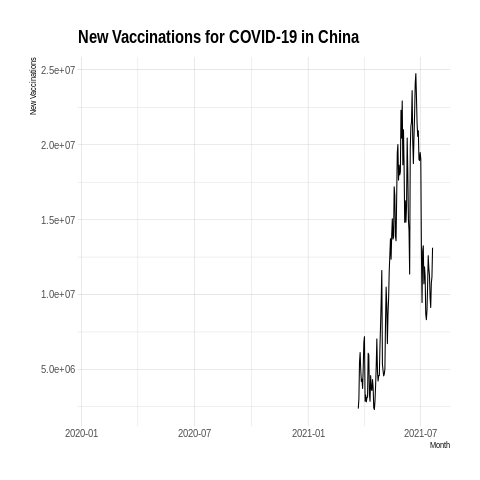 New Vaccinations for COVID-19 in China
New Vaccinations
2.5e+07
2.0e+07
1.5e+07
1.0e+07
5.0e+06
2020-01 2020-07 2021-01 2021-07
Month